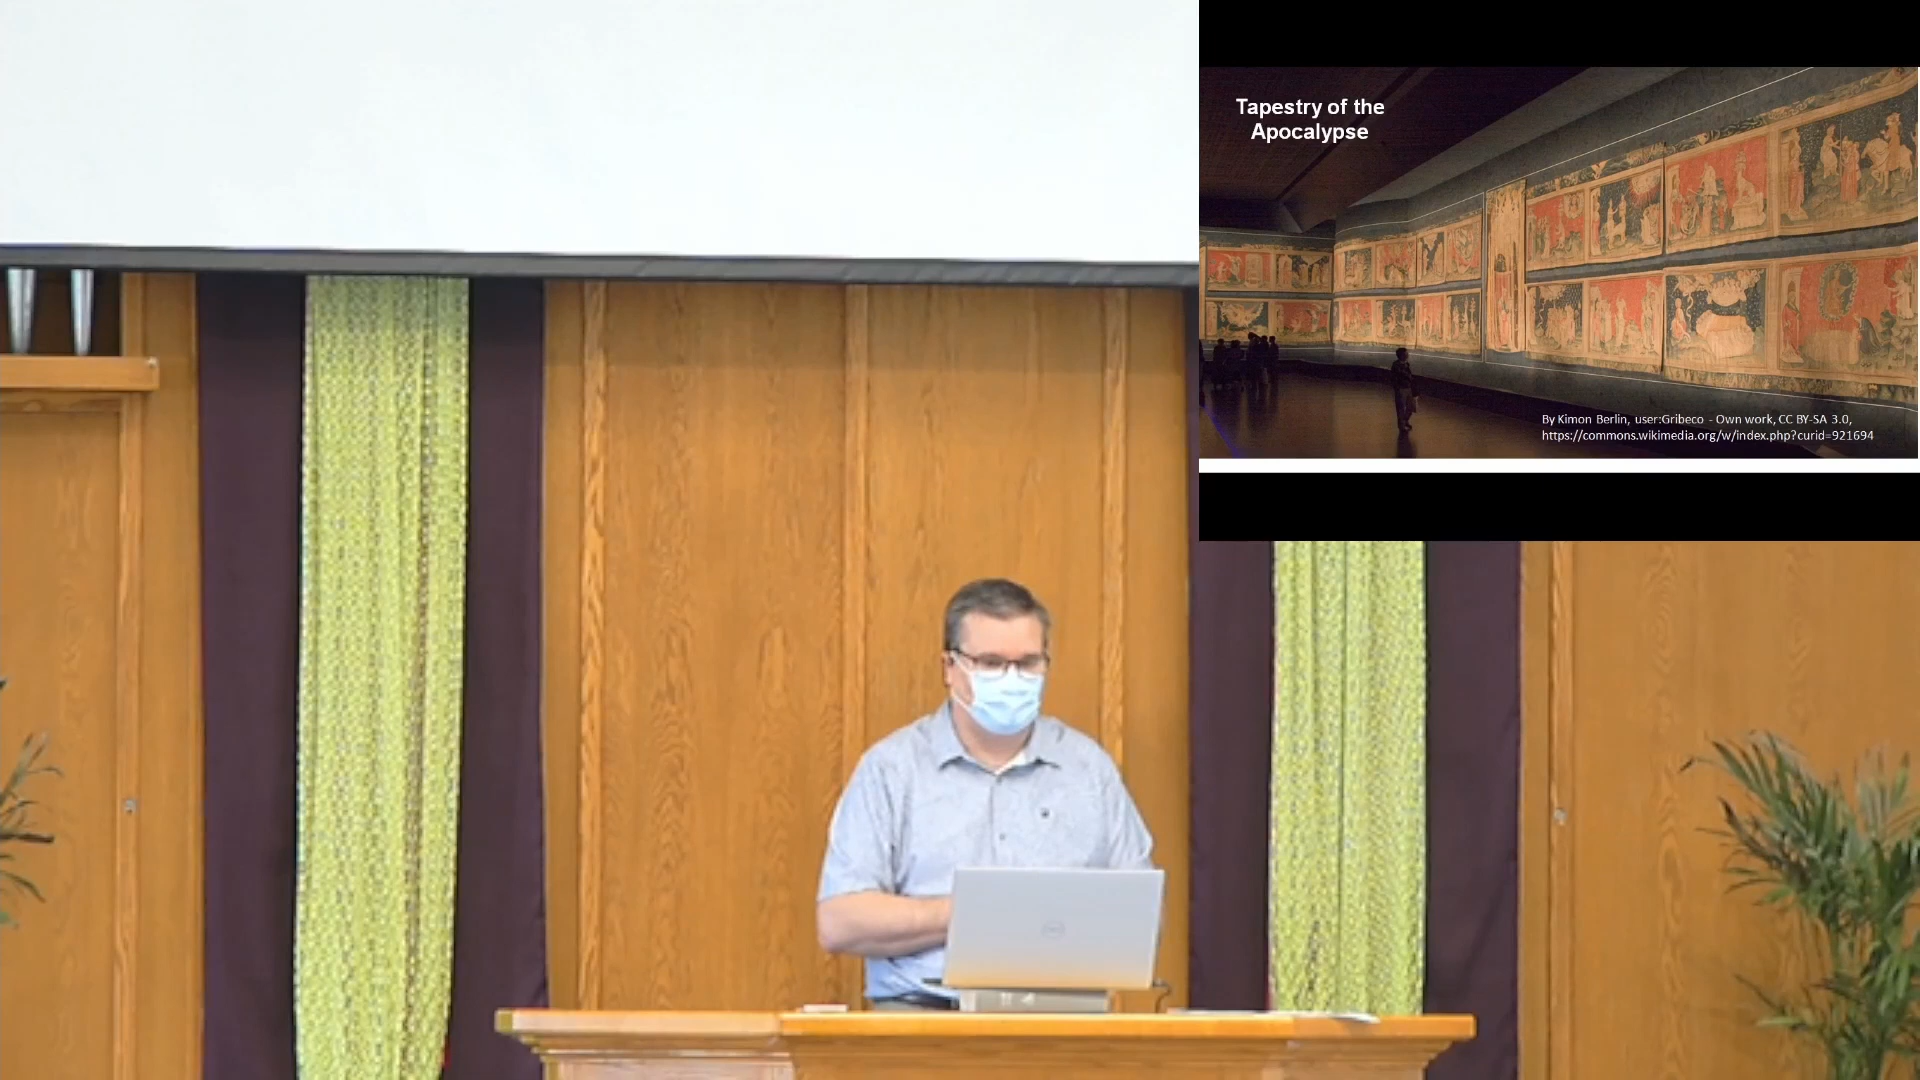 Tapestry of the
Apocalypse
By Kimon Berlin, user:Gribeco - Own work, CC BY-SA 3.0,
https://commons.wikimedia.org/w/index.php?curid=921694